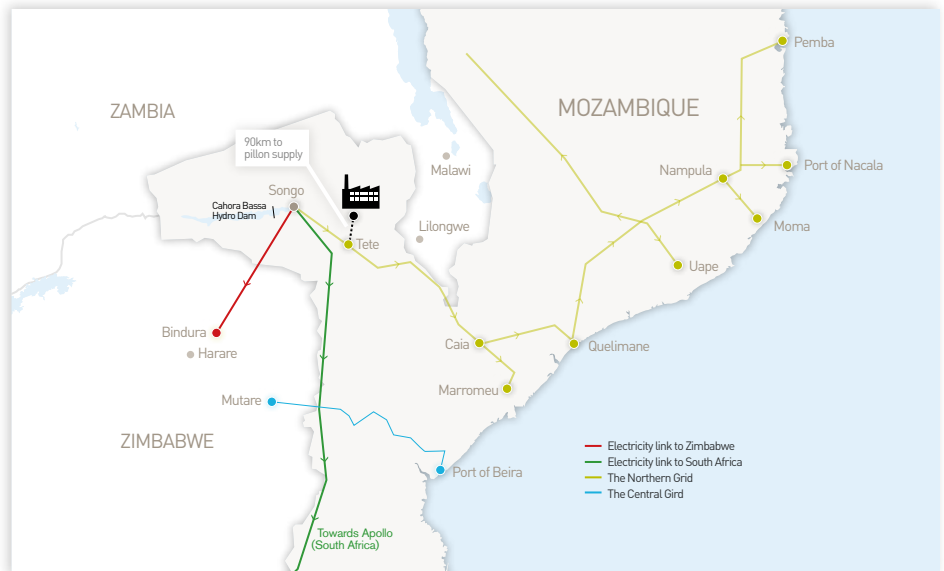 Pemba
ZAMBIA
MOZAMBIQUE
90km to
pillon supply
Malawi
Nampula
Port of Nacala
Songo
Cahora Bassa
Hydro Dam
Lilongwe
Moma
Tete
Uape
Bindura
Harare
Caia
Quelimane
Marromeu
Mutare
ZIMBABWE
Port of Beira
Electricity link to Zimbabwe
Electricity link to South Africa
The Northern Grid
The Central Gird
Towards Apollo
(South Africa)